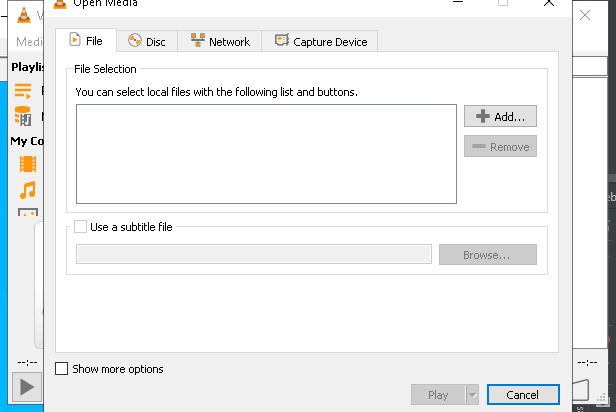 Open Media
Medi
File
Disc
Network
Capture Device
Playlis
File Selection
You can select local files with the following list and buttons.
Add...
Remove
My Co
Use a subtitle file
Browse...
--:--
--:--
Show more options
Play
Cancel